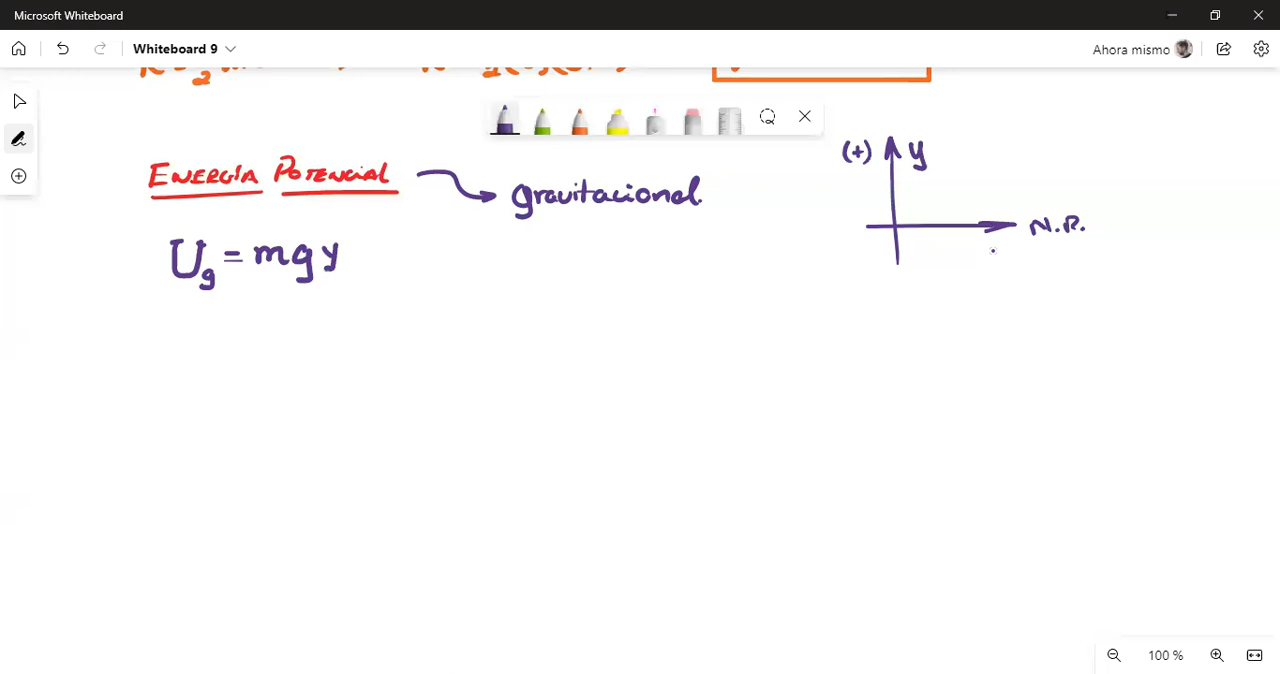 Microsoft Whiteboard
Whiteboard 9
Ahora mismo
ENERGÍA POTENCIAL
gravitacional.
(+) y
N.R.
Ug = mgy
100 %